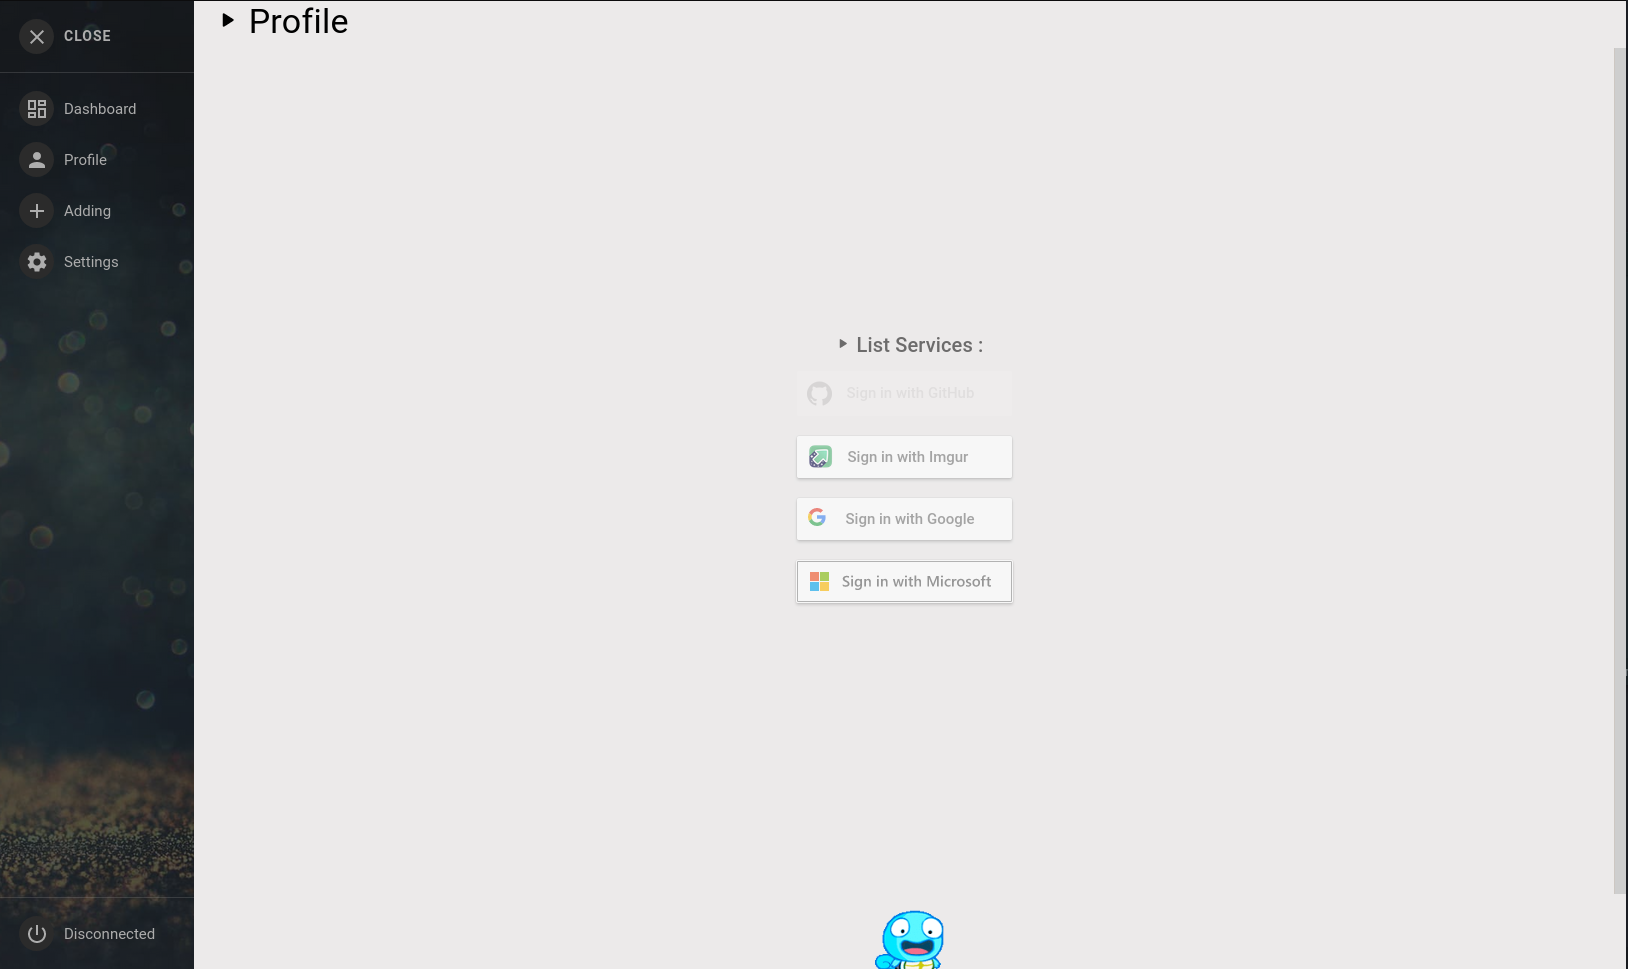 CLOSE
Dashboard
Profile
Adding
Settings
Disconnected
Profile
List Services :
Sign in with GitHub
Sign in with Imgur
Sign in with Google
Sign in with Microsoft